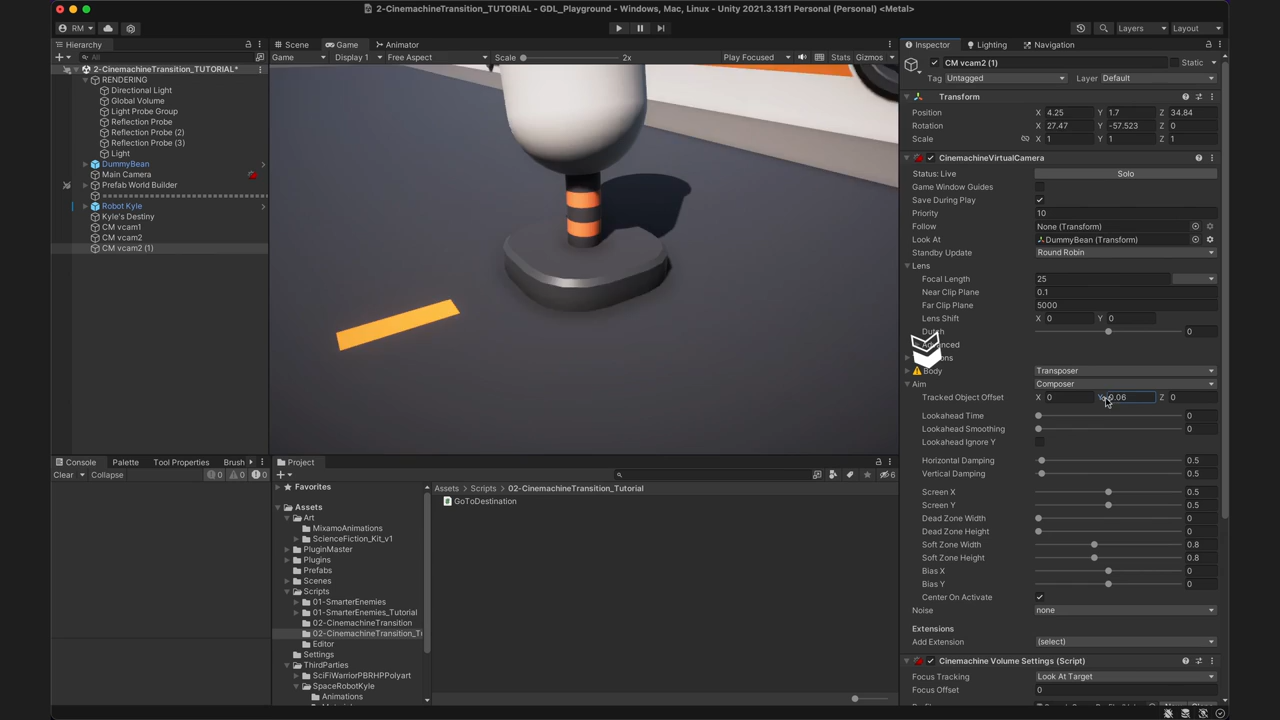 2-CinemachineTransition_TUTORIAL - GDL_Playground - Windows, Mac, Linux - Unity 2021.3.13f1 Personal (Personal) <Metal>
RM
Layers
Layout
Hierarchy
All
2-CinemachineTransition_TUTORIAL*
RENDERING
Directional Light
Global Volume
Light Probe Group
Reflection Probe
Reflection Probe (2)
Reflection Probe (3)
Light
DummyBean
Main Camera
Prefab World Builder
Robot Kyle
Kyle's Destiny
CM vcam1
CM vcam2
CM vcam2 (1)
Scene
Game
Animator
Game
Display 1
Free Aspect
Scale
2x
Play Focused
Stats
Gizmos
Console
Palette
Tool Properties
Brush
Clear
Collapse
0
0
0
Project
6
Favorites
Assets
Art
MixamoAnimations
ScienceFiction_Kit_v1
PluginMaster
Plugins
Prefabs
Scenes
Scripts
01-SmarterEnemies
01-SmarterEnemies_Tutorial
02-CinemachineTransition
02-CinemachineTransition_Tu
Editor
Settings
ThirdParties
SciFiWarriorPBRHPPolyart
SpaceRobotKyle
Animations
Assets > Scripts > 02-CinemachineTransition_Tutorial
GoToDestination
Inspector
Lighting
Navigation
CM vcam2 (1)
Static
Tag Untagged
Layer Default
Transform
Position X 4.25 Y 1.7 Z 34.84
Rotation X 27.47 Y -57.523 Z 0
Scale X 1 Y 1 Z 1
CinemachineVirtualCamera
Status: Live Solo
Game Window Guides
Save During Play
Priority 10
Follow None (Transform)
Look At DummyBean (Transform)
Standby Update Round Robin
Lens
Focal Length 25
Near Clip Plane 0.1
Far Clip Plane 5000
Lens Shift X 0 Y 0
Dutch 0
Advanced
Body Transposer
Aim Composer
Tracked Object Offset X 0 Y 0.06 Z 0
Lookahead Time 0
Lookahead Smoothing 0
Lookahead Ignore Y
Horizontal Damping 0.5
Vertical Damping 0.5
Screen X 0.5
Screen Y 0.5
Dead Zone Width 0
Dead Zone Height 0
Soft Zone Width 0.8
Soft Zone Height 0.8
Bias X 0
Bias Y 0
Center On Activate
Noise none
Extensions
Add Extension (select)
Cinemachine Volume Settings (Script)
Focus Tracking Look At Target
Focus Offset 0